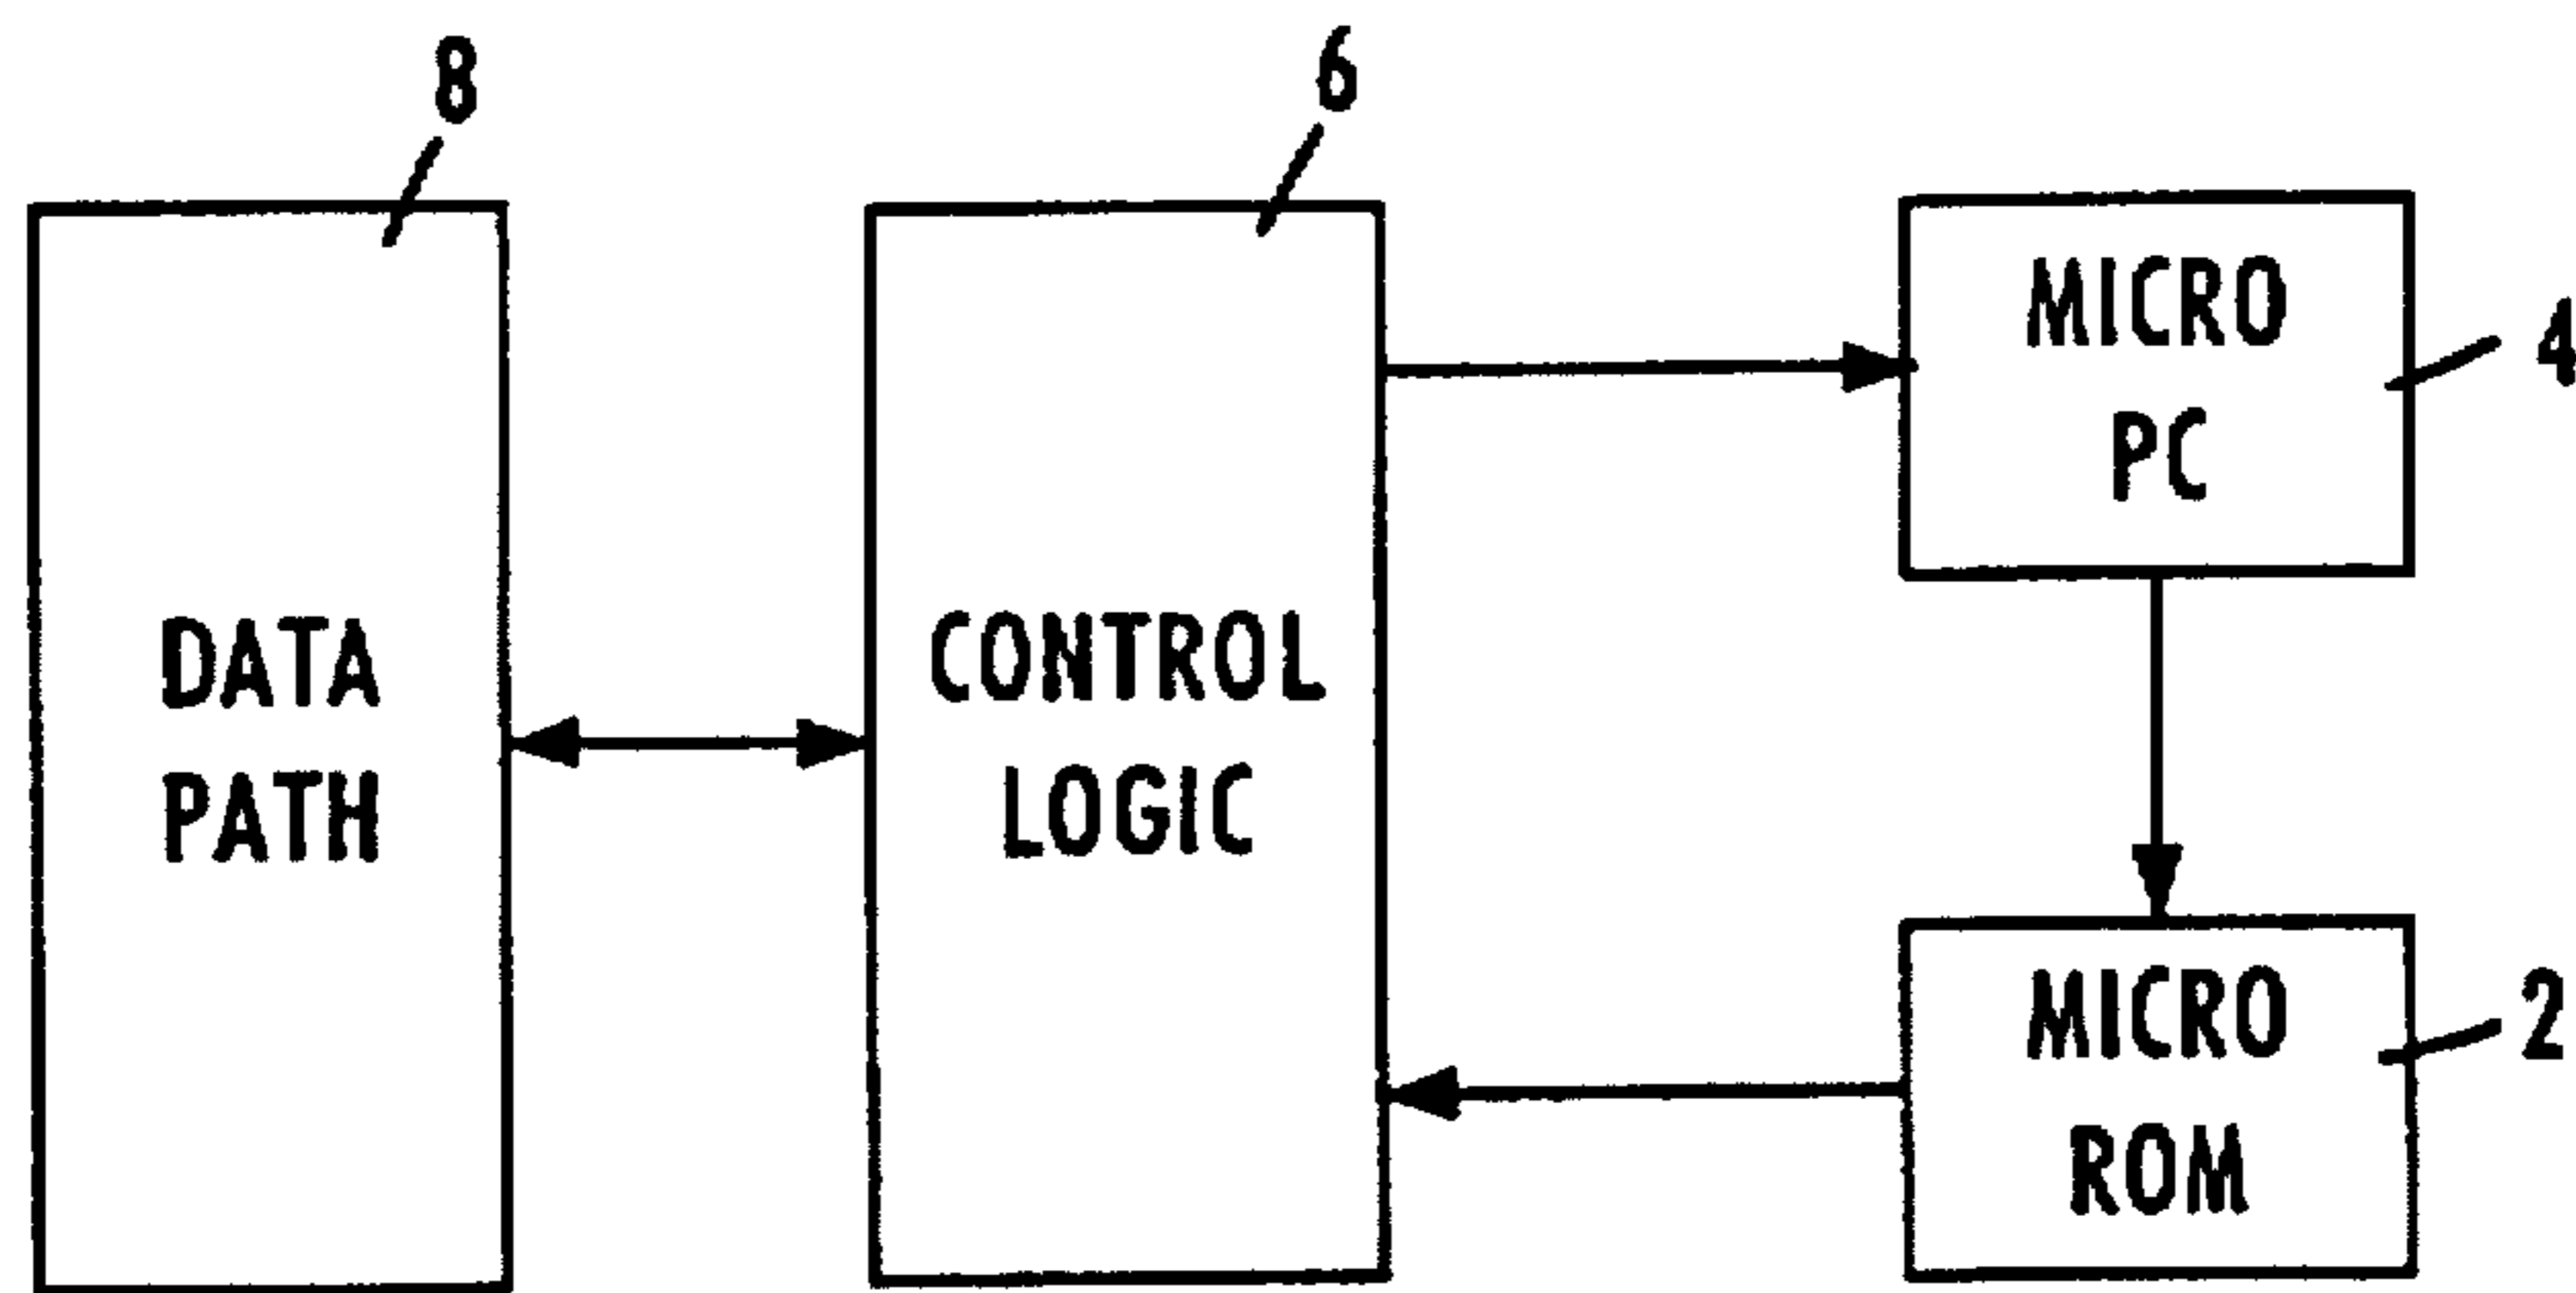 8
6
4
2
DATA
PATH
CONTROL
LOGIC
MICRO
PC
MICRO
ROM